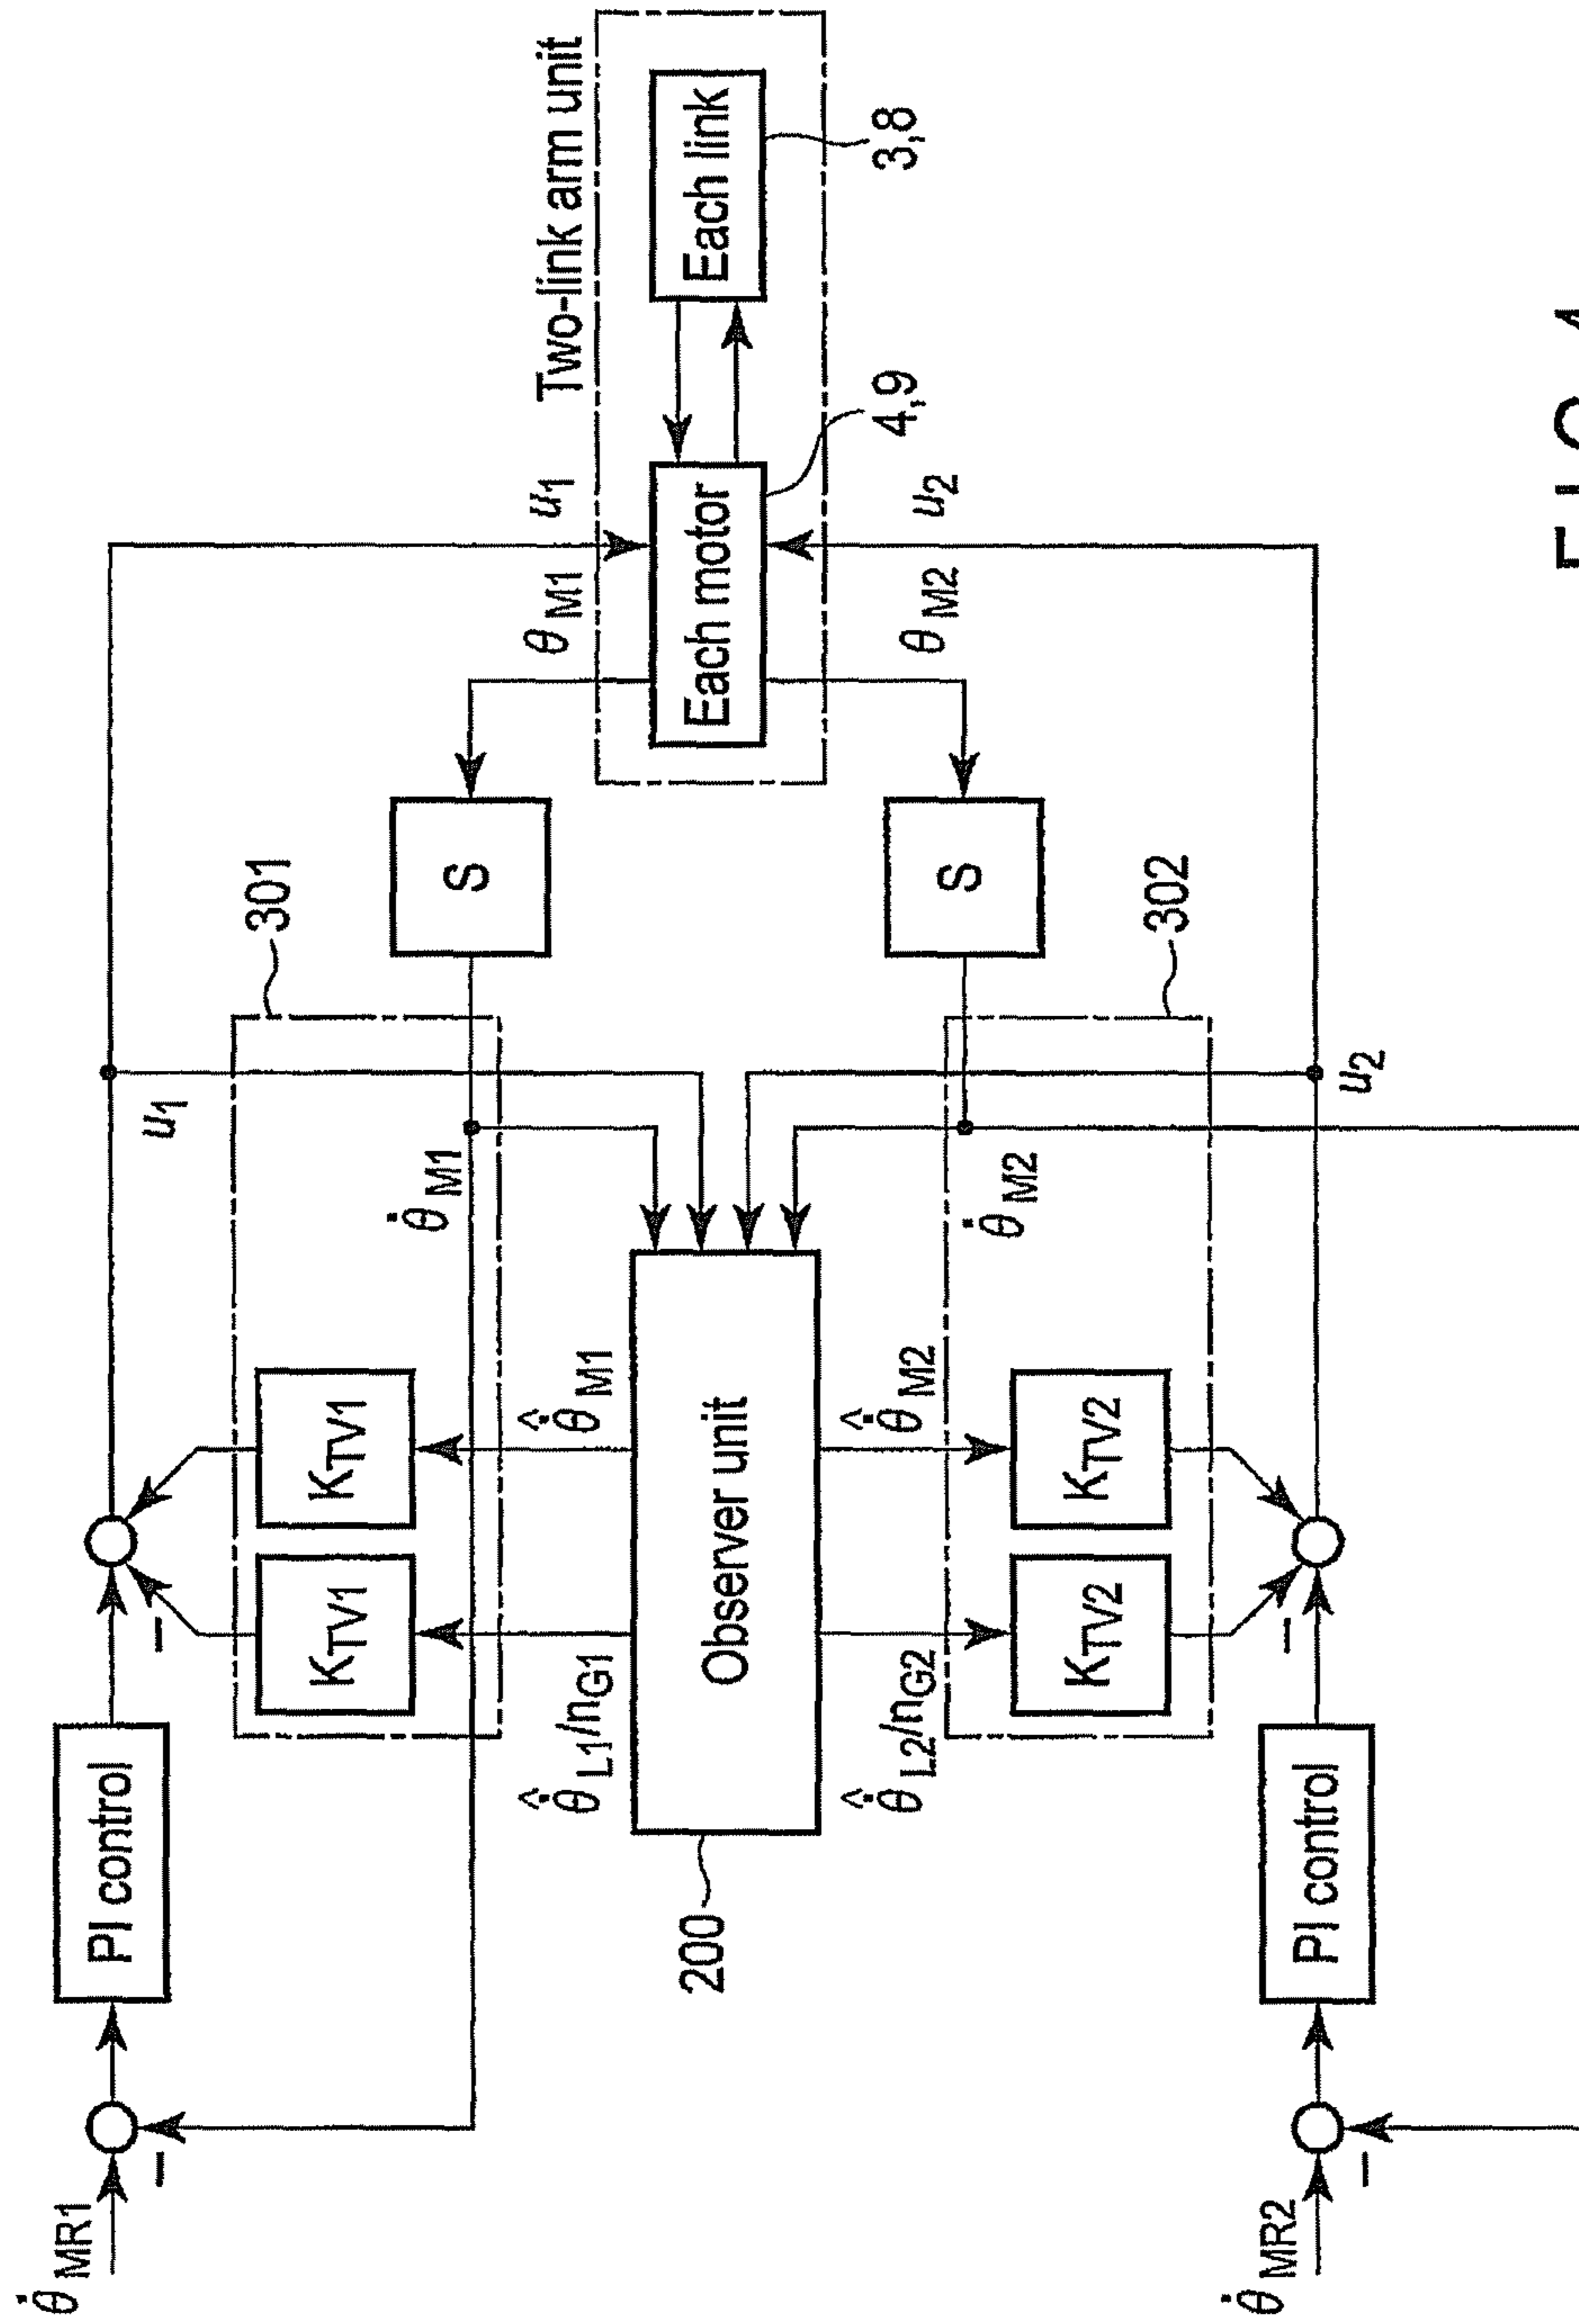 θ̇MR1
−
PI control
−
u1
301
KTV1
KTV1
θ̇M1
S
θ̂̇L1/nG1
θ̂̇M1
θM1
u1
Two-link arm unit
200
Observer unit
Each motor
Each link
4,9
3,8
θ̂̇L2/nG2
θ̂̇M2
θ̇M2
S
θM2
u2
KTV2
KTV2
302
θ̇MR2
−
PI control
−
u2